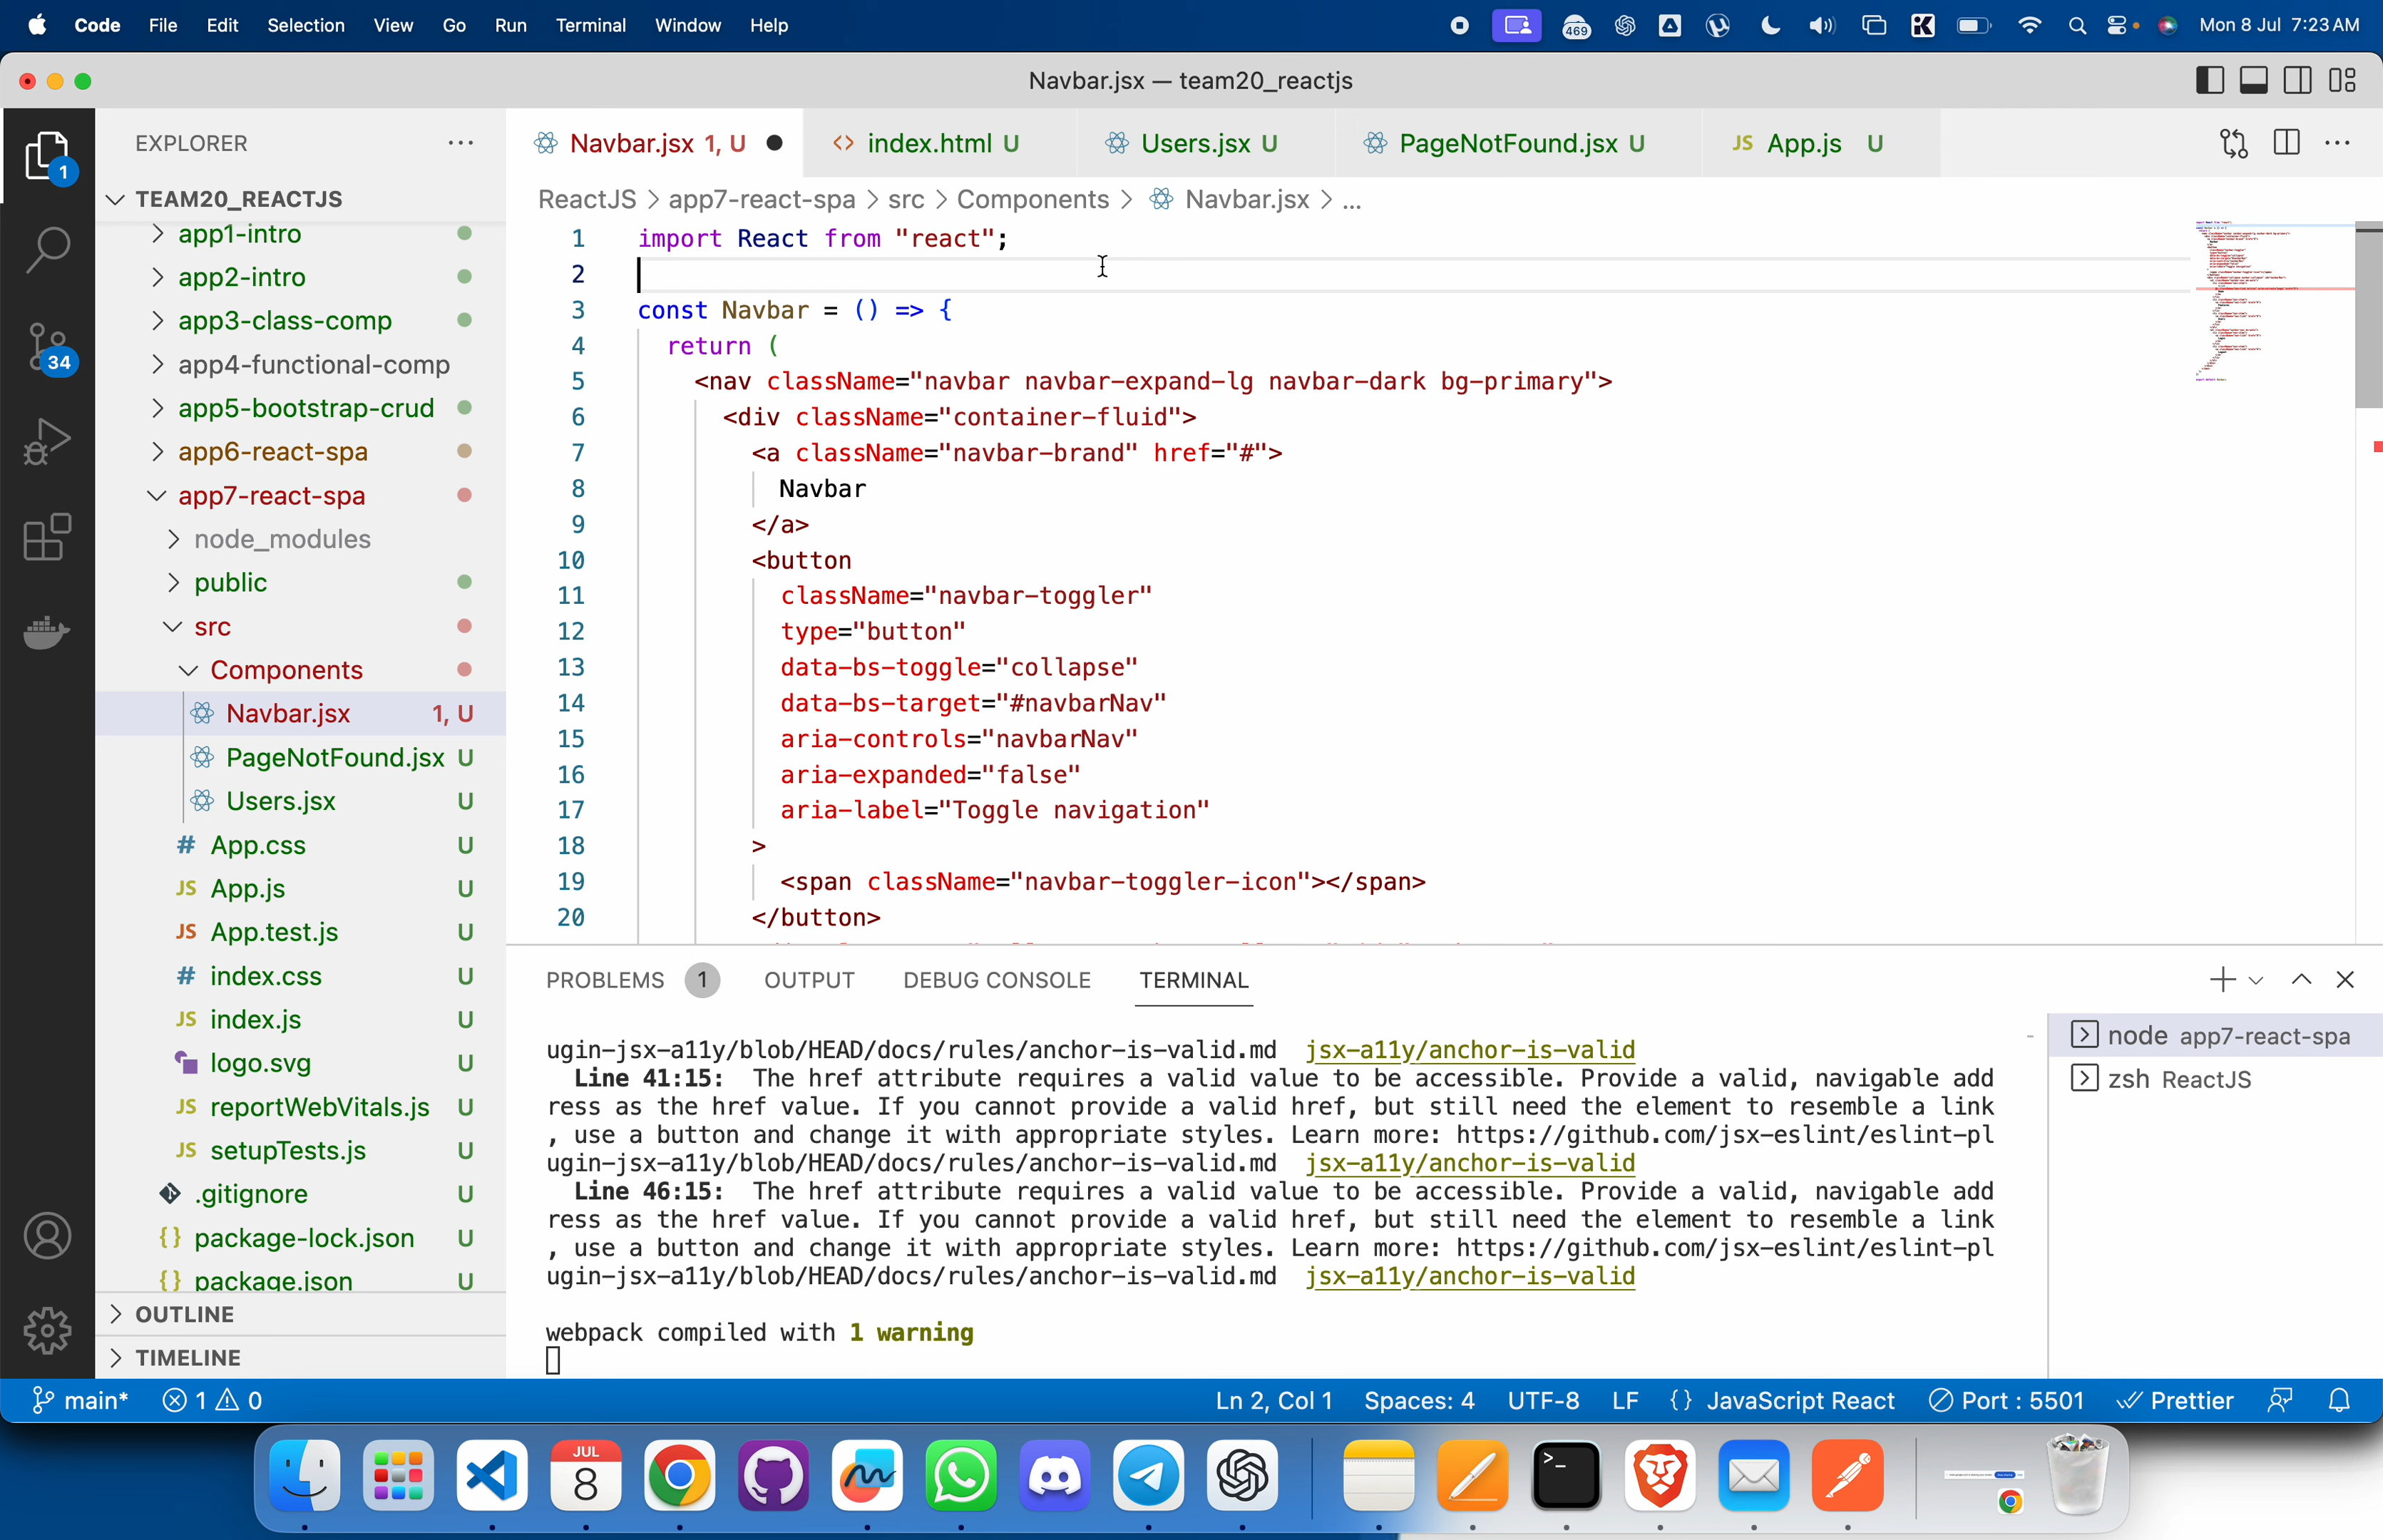 Code File Edit Selection View Go Run Terminal Window Help
469
Mon 8 Jul 7:23 AM
Navbar.jsx — team20_reactjs
EXPLORER
TEAM20_REACTJS
app1-intro
app2-intro
app3-class-comp
app4-functional-comp
app5-bootstrap-crud
app6-react-spa
app7-react-spa
node_modules
public
src
Components
Navbar.jsx 1, U
PageNotFound.jsx U
Users.jsx U
# App.css U
JS App.js U
JS App.test.js U
# index.css U
JS index.js U
logo.svg U
JS reportWebVitals.js U
JS setupTests.js U
.gitignore U
{} package-lock.json U
{} package.json U
OUTLINE
TIMELINE
1
34
Navbar.jsx 1, U
<> index.html U
Users.jsx U
PageNotFound.jsx U
JS App.js U
ReactJS > app7-react-spa > src > Components > Navbar.jsx > ...
1 import React from "react";
2
3 const Navbar = () => {
4 return (
5 <nav className="navbar navbar-expand-lg navbar-dark bg-primary">
6 <div className="container-fluid">
7 <a className="navbar-brand" href="#">
8 Navbar
9 </a>
10 <button
11 className="navbar-toggler"
12 type="button"
13 data-bs-toggle="collapse"
14 data-bs-target="#navbarNav"
15 aria-controls="navbarNav"
16 aria-expanded="false"
17 aria-label="Toggle navigation"
18 >
19 <span className="navbar-toggler-icon"></span>
20 </button>
PROBLEMS 1 OUTPUT DEBUG CONSOLE TERMINAL
ugin-jsx-a11y/blob/HEAD/docs/rules/anchor-is-valid.md jsx-a11y/anchor-is-valid
Line 41:15: The href attribute requires a valid value to be accessible. Provide a valid, navigable add
ress as the href value. If you cannot provide a valid href, but still need the element to resemble a link
, use a button and change it with appropriate styles. Learn more: https://github.com/jsx-eslint/eslint-pl
ugin-jsx-a11y/blob/HEAD/docs/rules/anchor-is-valid.md jsx-a11y/anchor-is-valid
Line 46:15: The href attribute requires a valid value to be accessible. Provide a valid, navigable add
ress as the href value. If you cannot provide a valid href, but still need the element to resemble a link
, use a button and change it with appropriate styles. Learn more: https://github.com/jsx-eslint/eslint-pl
ugin-jsx-a11y/blob/HEAD/docs/rules/anchor-is-valid.md jsx-a11y/anchor-is-valid
webpack compiled with 1 warning
node app7-react-spa
zsh ReactJS
main* 1 0
Ln 2, Col 1 Spaces: 4 UTF-8 LF {} JavaScript React Port : 5501 Prettier
JUL
8